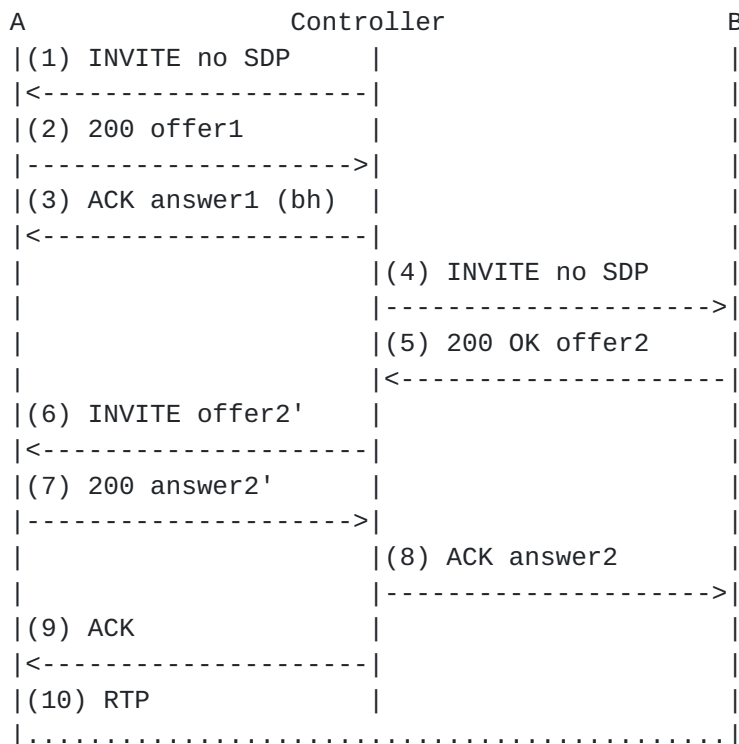 A Controller B
|(1) INVITE no SDP | |
|<--------------------| |
|(2) 200 offer1 | |
|-------------------->| |
|(3) ACK answer1 (bh) | |
|<--------------------| |
| |(4) INVITE no SDP |
| |-------------------->|
| |(5) 200 OK offer2 |
| |<--------------------|
|(6) INVITE offer2' | |
|<--------------------| |
|(7) 200 answer2' | |
|-------------------->| |
| |(8) ACK answer2 |
| |-------------------->|
|(9) ACK | |
|<--------------------| |
|(10) RTP | |
|...........................................|